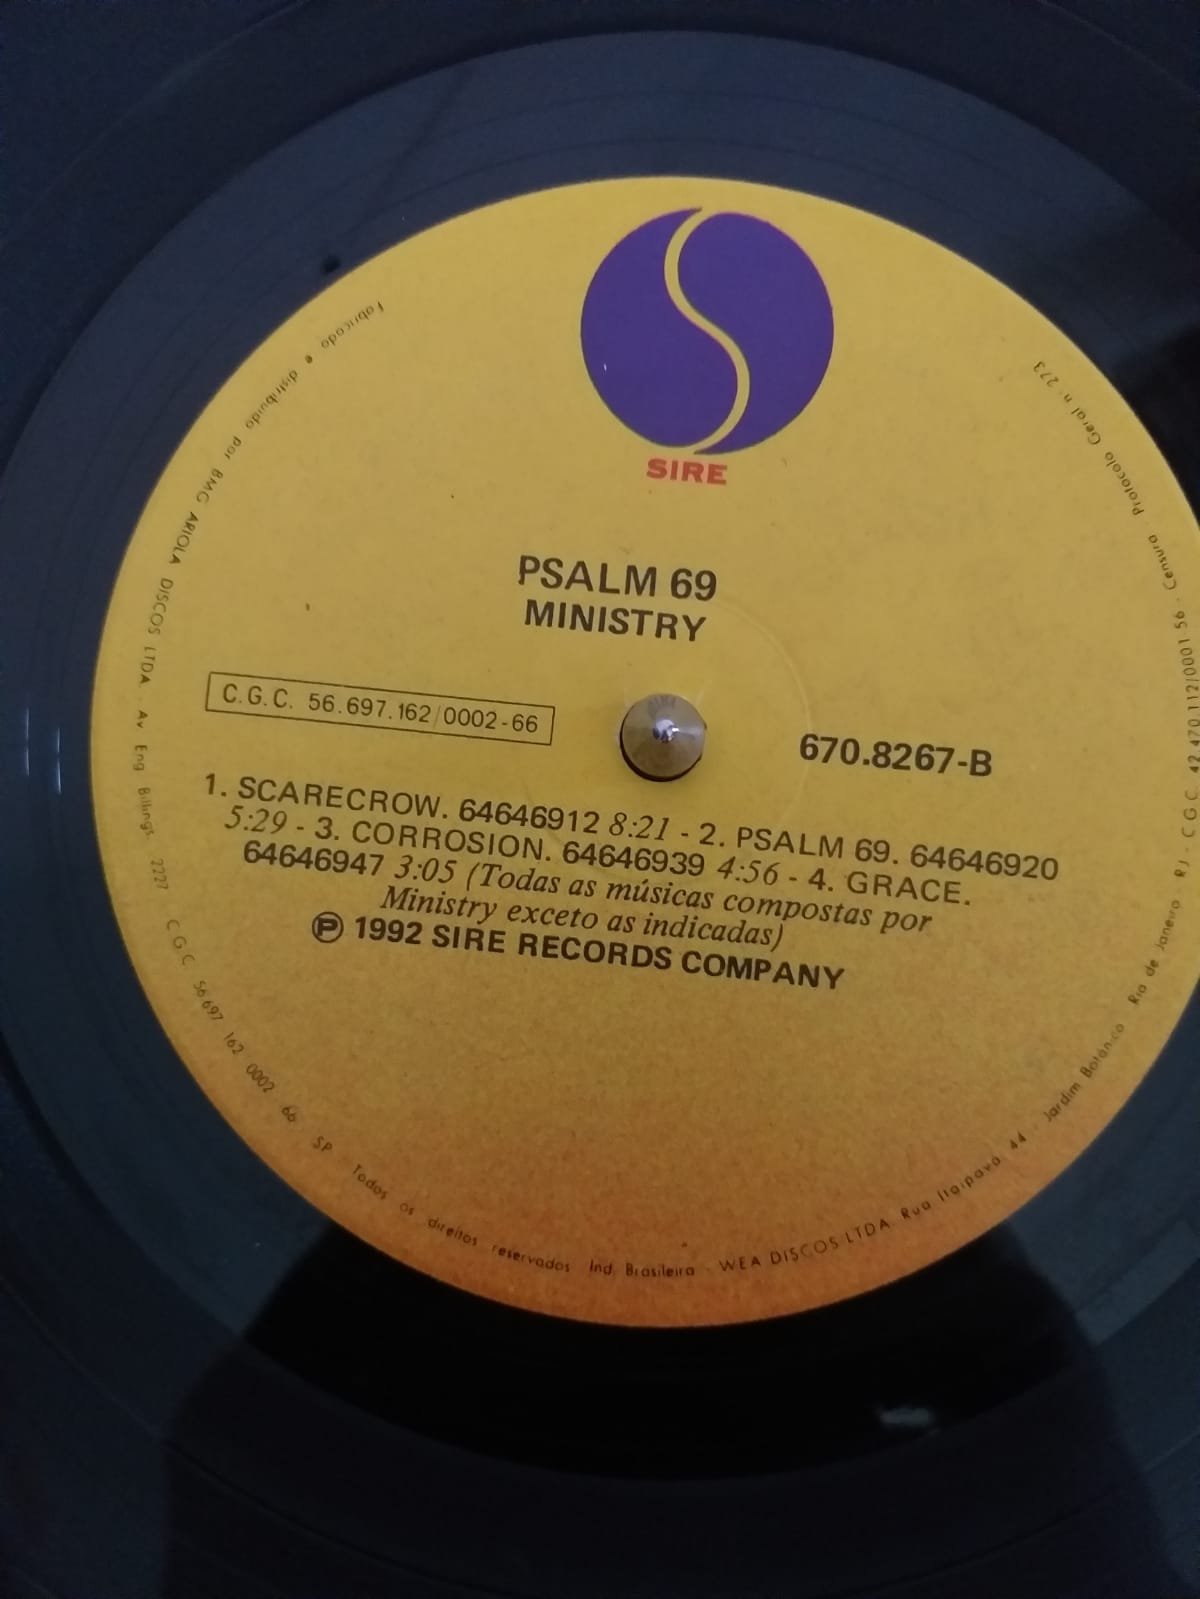 SIRE
PSALM 69
MINISTRY
C.G.C. 56.697.162/0002-66
670.8267-B
1. SCARECROW. 64646912 8:21 - 2. PSALM 69. 64646920
5:29 - 3. CORROSION. 64646939 4:56 - 4. GRACE.
64646947 3:05 (Todas as músicas compostas por
Ministry exceto as indicadas)
℗ 1992 SIRE RECORDS COMPANY
Fabricado e distribuido por BMG ARIOLA DISCOS LTDA. Av Eng Billings, 2227 C G C 56 697 162 0002 66 SP Todos os direitos reservados Ind. Brasileira - WEA DISCOS LTDA. Rua Itaipava 44 - Jardim Botânico Rio de Janeiro RJ - C G C 42 470 112/0001 56 - Censura Protocolo Geral n. 273